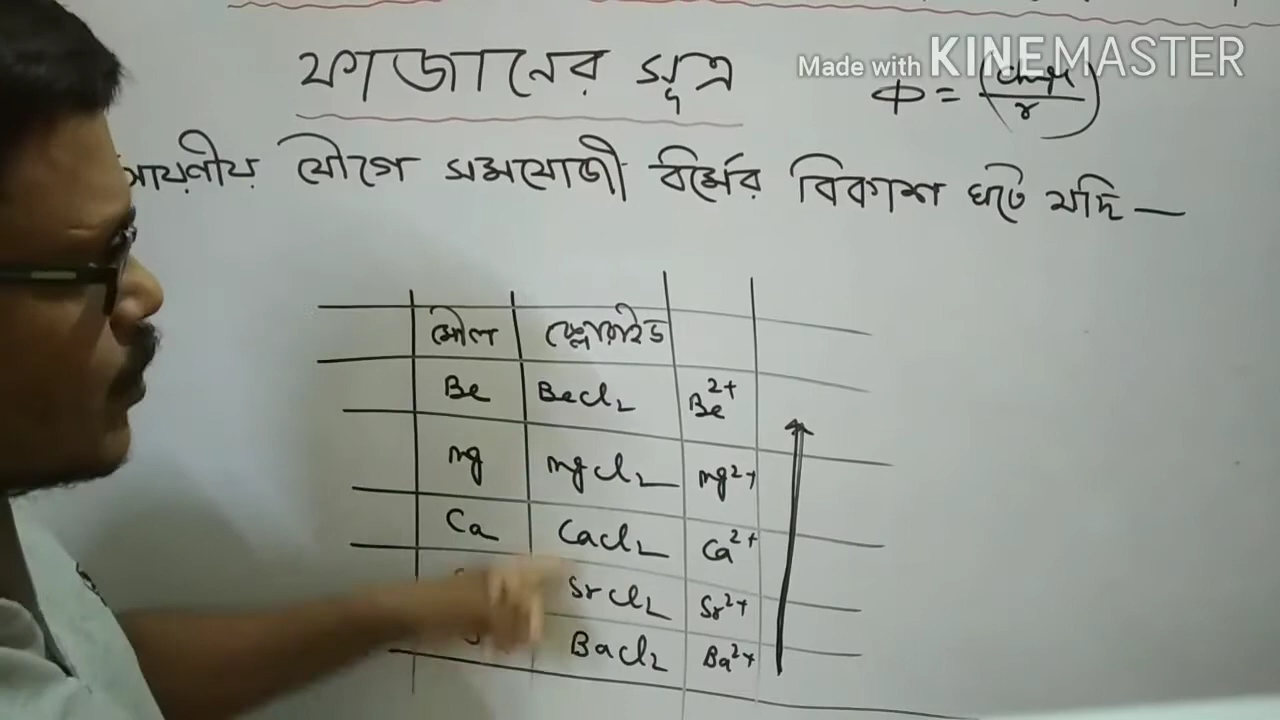 ফাজানের সূত্র
Made with KINEMASTER
Φ = (চার্জ/r)
আয়ণীয় যৌগে সমযোজী ধর্মের বিকাশ ঘটে যদি —
মৌল ক্লোরাইড
Be BeCl₂ Be²⁺
Mg MgCl₂ Mg²⁺
Ca CaCl₂ Ca²⁺
SrCl₂ Sr²⁺
BaCl₂ Ba²⁺